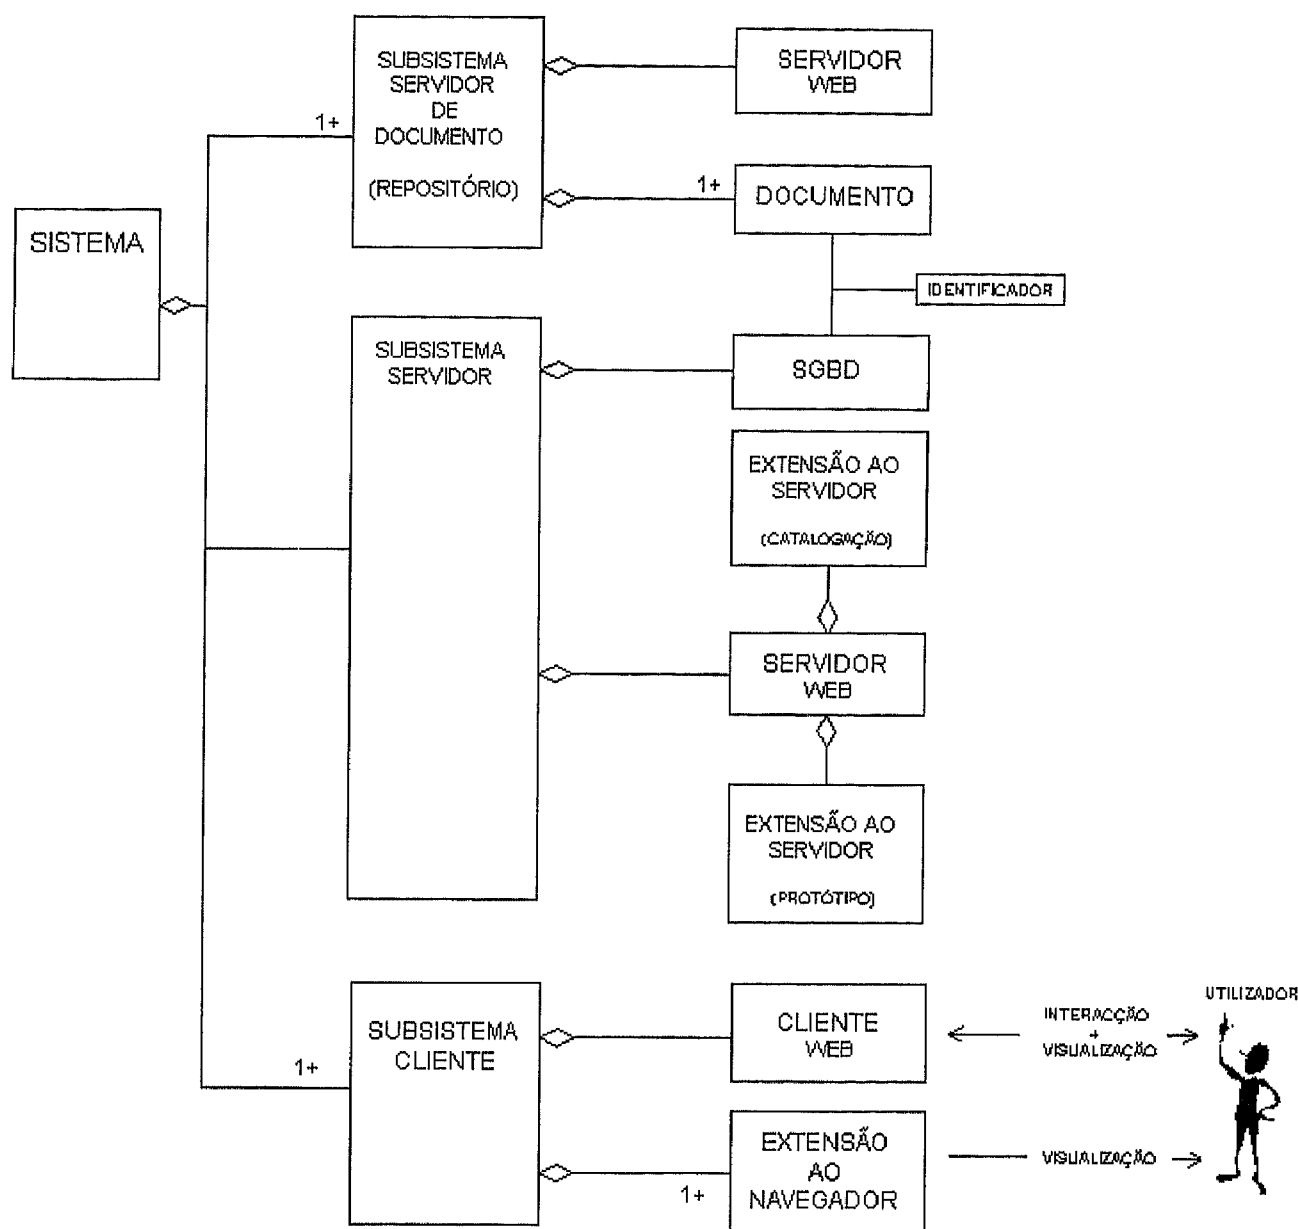 SISTEMA
1+
SUBSISTEMA
SERVIDOR
DE
DOCUMENTO
(REPOSITÓRIO)
SERVIDOR
WEB
1+
DOCUMENTO
IDENTIFICADOR
SUBSISTEMA
SERVIDOR
SGBD
EXTENSÃO AO
SERVIDOR
(CATALOGAÇÃO)
SERVIDOR
WEB
EXTENSÃO AO
SERVIDOR
(PROTÓTIPO)
1+
SUBSISTEMA
CLIENTE
CLIENTE
WEB
INTERACÇÃO
+
VISUALIZAÇÃO
UTILIZADOR
1+
EXTENSÃO
AO
NAVEGADOR
VISUALIZAÇÃO